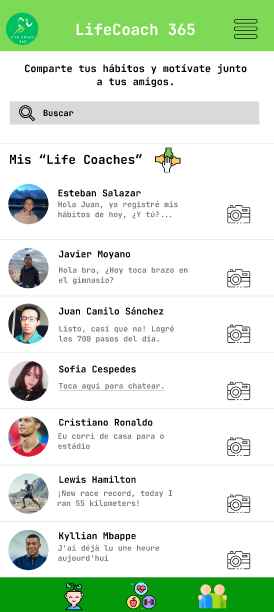 LifeCoach 365
Comparte tus hábitos y motívate junto
a tus amigos.
Buscar
Mis “Life Coaches”
Esteban Salazar
Hola Juan, ya registré mis
hábitos de hoy, ¿Y tú?...
Javier Moyano
Hola bro, ¿Hoy toca brazo en
el gimnasio?
Juan Camilo Sánchez
Listo, casi que no! Logré
los 700 pasos del día.
Sofia Cespedes
Toca aquí para chatear.
Cristiano Ronaldo
Eu corri de casa para o
estádio
Lewis Hamilton
¡New race record, today I
ran 55 kilometers!
Kyllian Mbappe
J'ai déjà lu une heure
aujourd'hui